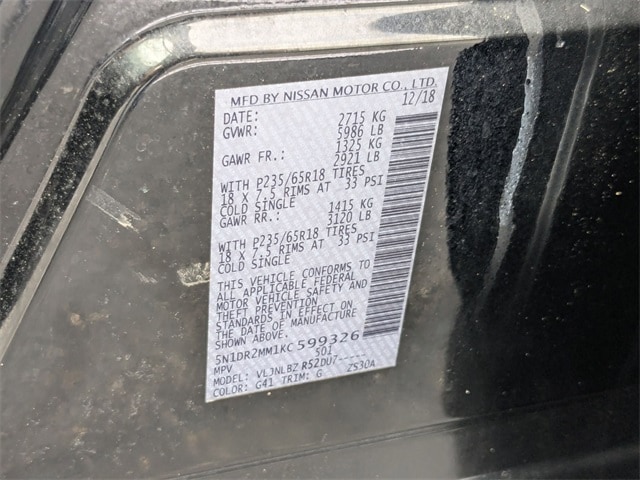 MFD BY NISSAN MOTOR CO., LTD.
DATE: 12/18
GVWR: 2715 KG
5986 LB
GAWR FR.: 1325 KG
2921 LB
WITH P235/65R18 TIRES
18 X 7.5 RIMS AT 33 PSI
COLD SINGLE
GAWR RR.: 1415 KG
3120 LB
WITH P235/65R18 TIRES
18 X 7.5 RIMS AT 33 PSI
COLD SINGLE
THIS VEHICLE CONFORMS TO
ALL APPLICABLE FEDERAL
MOTOR VEHICLE SAFETY AND
THEFT PREVENTION
STANDARDS IN EFFECT ON
THE DATE OF MANUFACTURE
SHOWN ABOVE.
5N1DR2MM1KC599326
MPV SDI
MODEL: VLJNLBZ R52DU7-----
COLOR: G41 TRIM: G ZS30A